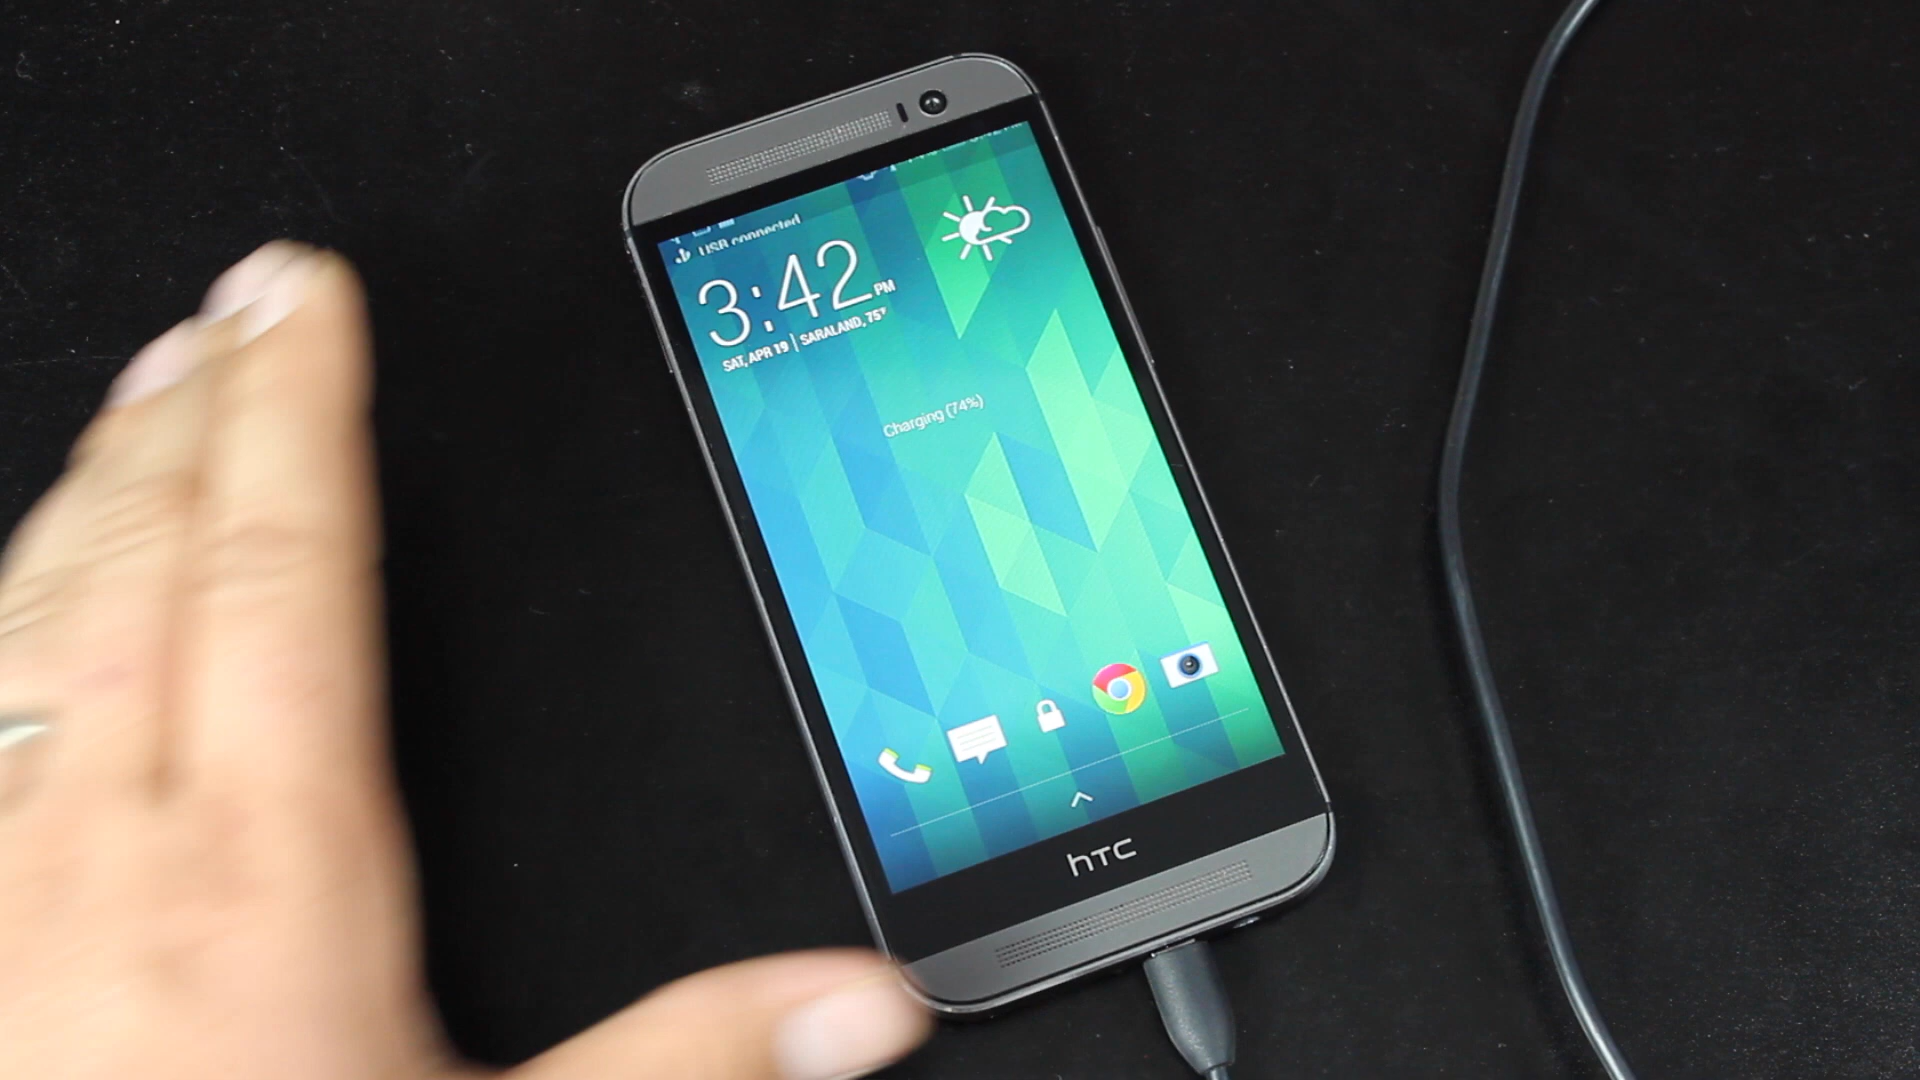 USB connected
3:42 PM
SAT, APR 19 | SARALAND, 75°
Charging (74%)
hTC